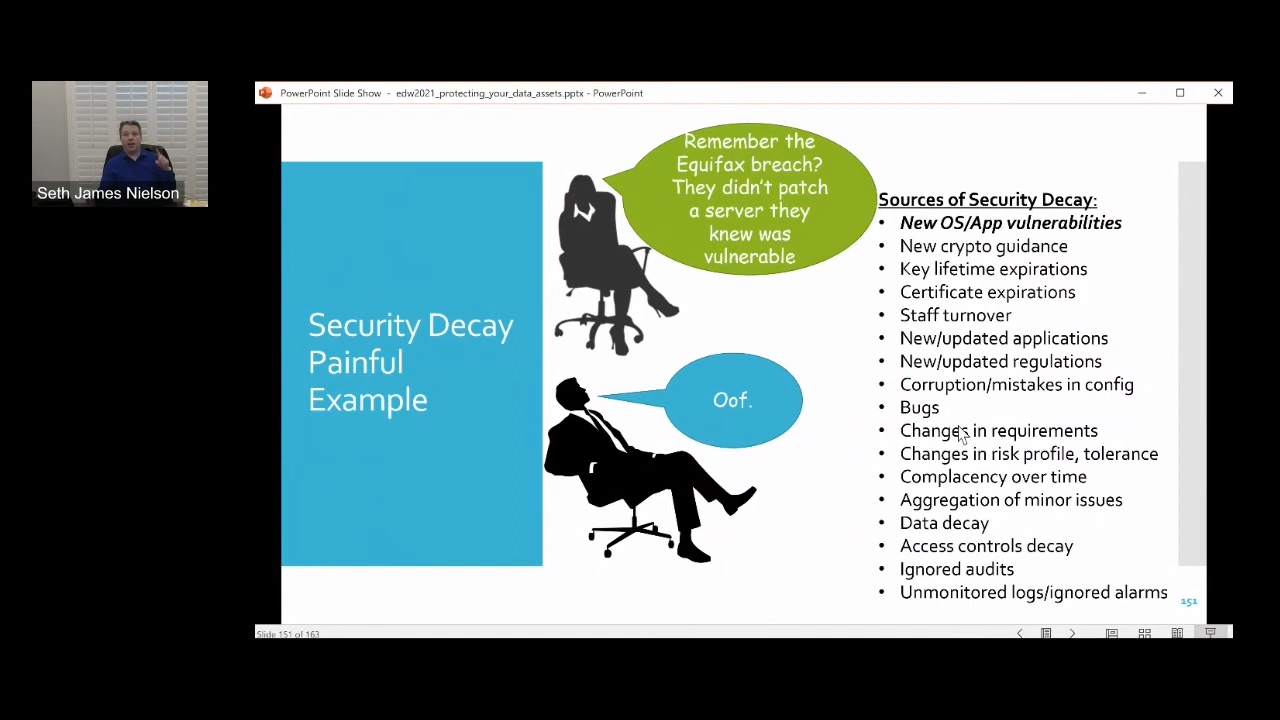 PowerPoint Slide Show - edw2021_protecting_your_data_assets.pptx - PowerPoint
Seth James Nielson
Security Decay
Painful
Example
Remember the
Equifax breach?
They didn't patch
a server they
knew was
vulnerable
Oof.
Sources of Security Decay:
• New OS/App vulnerabilities
• New crypto guidance
• Key lifetime expirations
• Certificate expirations
• Staff turnover
• New/updated applications
• New/updated regulations
• Corruption/mistakes in config
• Bugs
• Changes in requirements
• Changes in risk profile, tolerance
• Complacency over time
• Aggregation of minor issues
• Data decay
• Access controls decay
• Ignored audits
• Unmonitored logs/ignored alarms
151
Slide 151 of 163